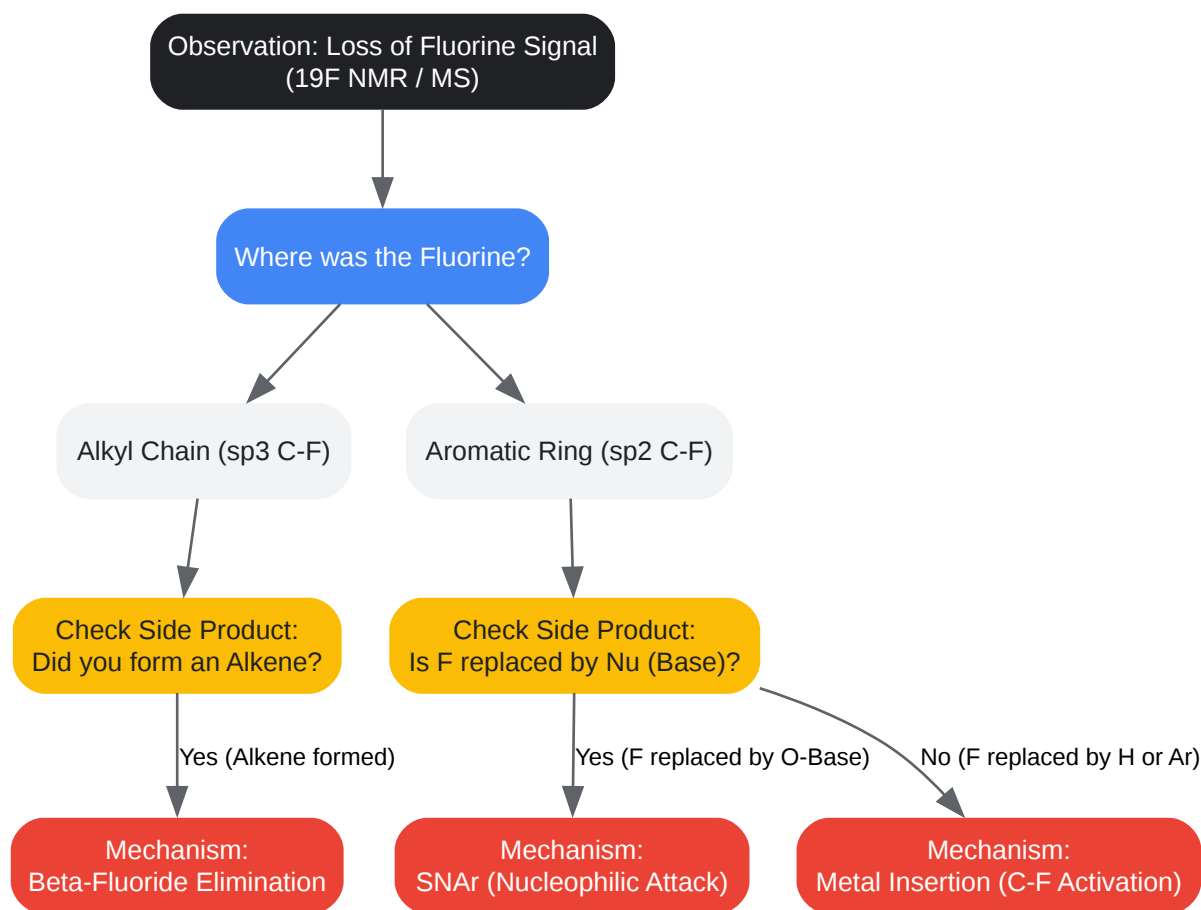 Observation: Loss of Fluorine Signal
(19F NMR / MS)
Where was the Fluorine?
Alkyl Chain (sp3 C-F)
Aromatic Ring (sp2 C-F)
Check Side Product:
Did you form an Alkene?
Check Side Product:
Is F replaced by Nu (Base)?
Yes (Alkene formed)
Yes (F replaced by O-Base)
No (F replaced by H or Ar)
Mechanism:
Beta-Fluoride Elimination
Mechanism:
SNAr (Nucleophilic Attack)
Mechanism:
Metal Insertion (C-F Activation)